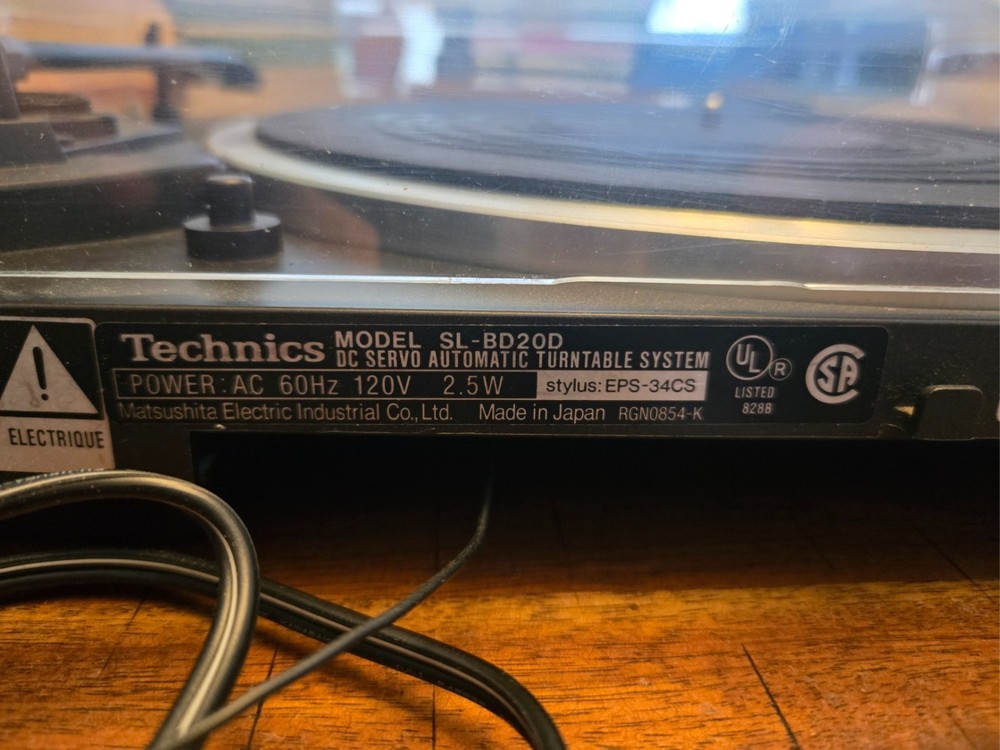 ELECTRIQUE
Technics MODEL SL-BD20D
DC SERVO AUTOMATIC TURNTABLE SYSTEM
POWER: AC 60Hz 120V 2.5W stylus: EPS-34CS
Matsushita Electric Industrial Co., Ltd. Made in Japan RGN0854-K
UL R
LISTED
828B
SA